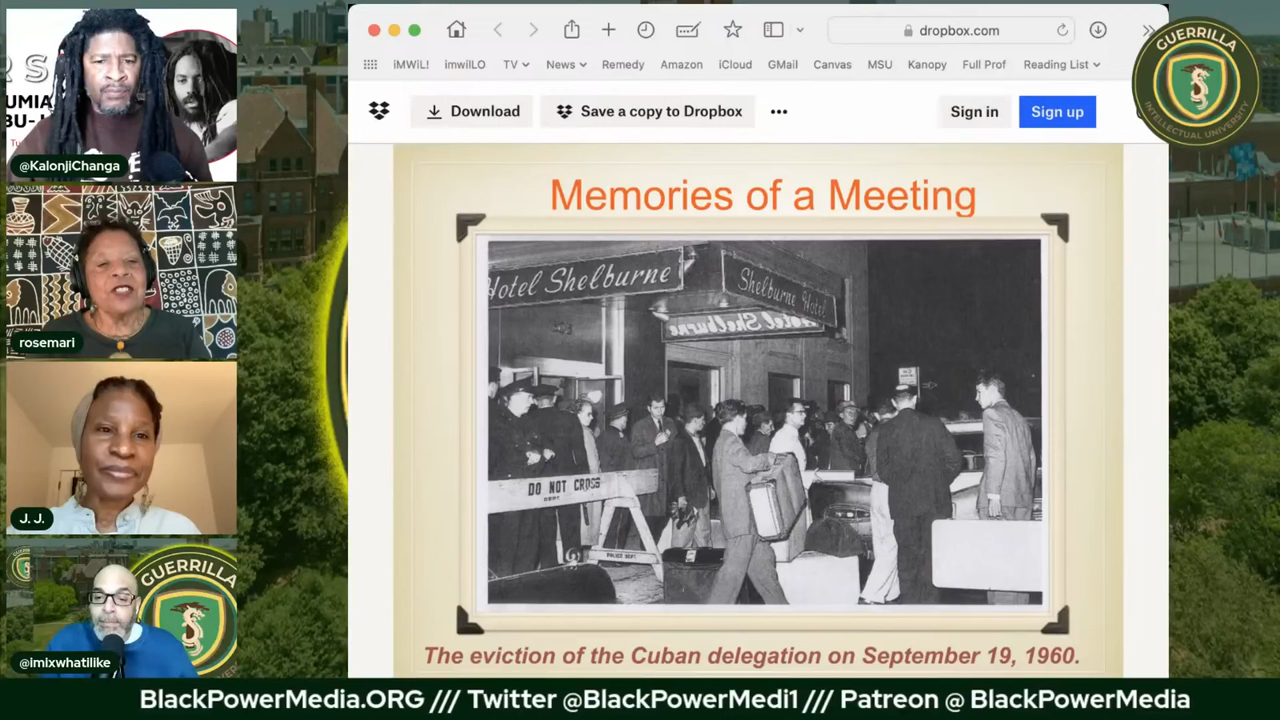 @KalonjiChanga
rosemari
J. J.
@imixwhatilike
GUERRILLA
dropbox.com
iMWiL!
imwilLO
TV
News
Remedy
Amazon
iCloud
GMail
Canvas
MSU
Kanopy
Full Prof
Reading List
Download
Save a copy to Dropbox
Sign in
Sign up
GUERRILLA
INTELLECTUAL UNIVERSITY
Memories of a Meeting
Hotel Shelburne
Shelburne Hotel
Hotel Shelburne
DO NOT CROSS
POLICE DEPT.
The eviction of the Cuban delegation on September 19, 1960.
BlackPowerMedia.ORG /// Twitter @BlackPowerMedi1 /// Patreon @ BlackPowerMedia